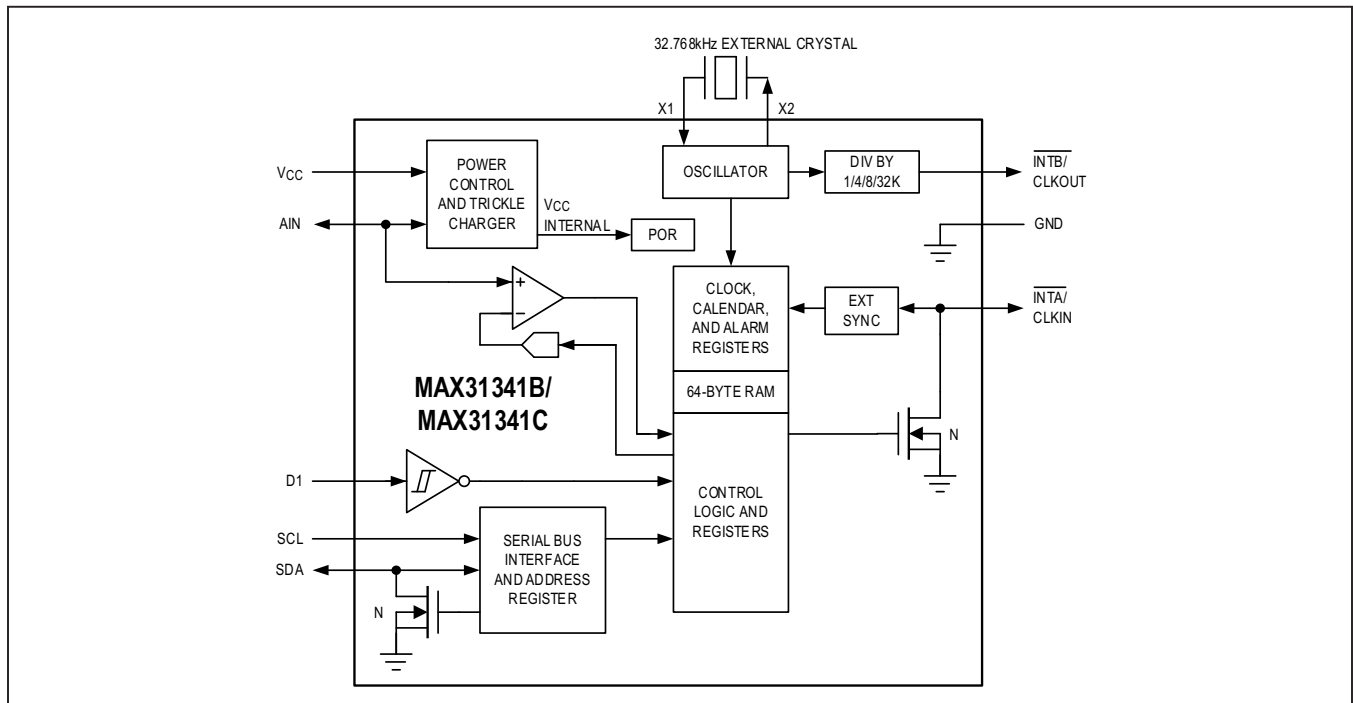 32.768kHz EXTERNAL CRYSTAL
X1
X2
VCC
AIN
POWER
CONTROL
AND TRICKLE
CHARGER
VCC
INTERNAL
POR
OSCILLATOR
DIV BY
1/4/8/32K
INTB/
CLKOUT
GND
CLOCK,
CALENDAR,
AND ALARM
REGISTERS
EXT
SYNC
INTA/
CLKIN
+
–
MAX31341B/
MAX31341C
64-BYTE RAM
N
D1
CONTROL
LOGIC AND
REGISTERS
SCL
SDA
SERIAL BUS
INTERFACE
AND ADDRESS
REGISTER
N